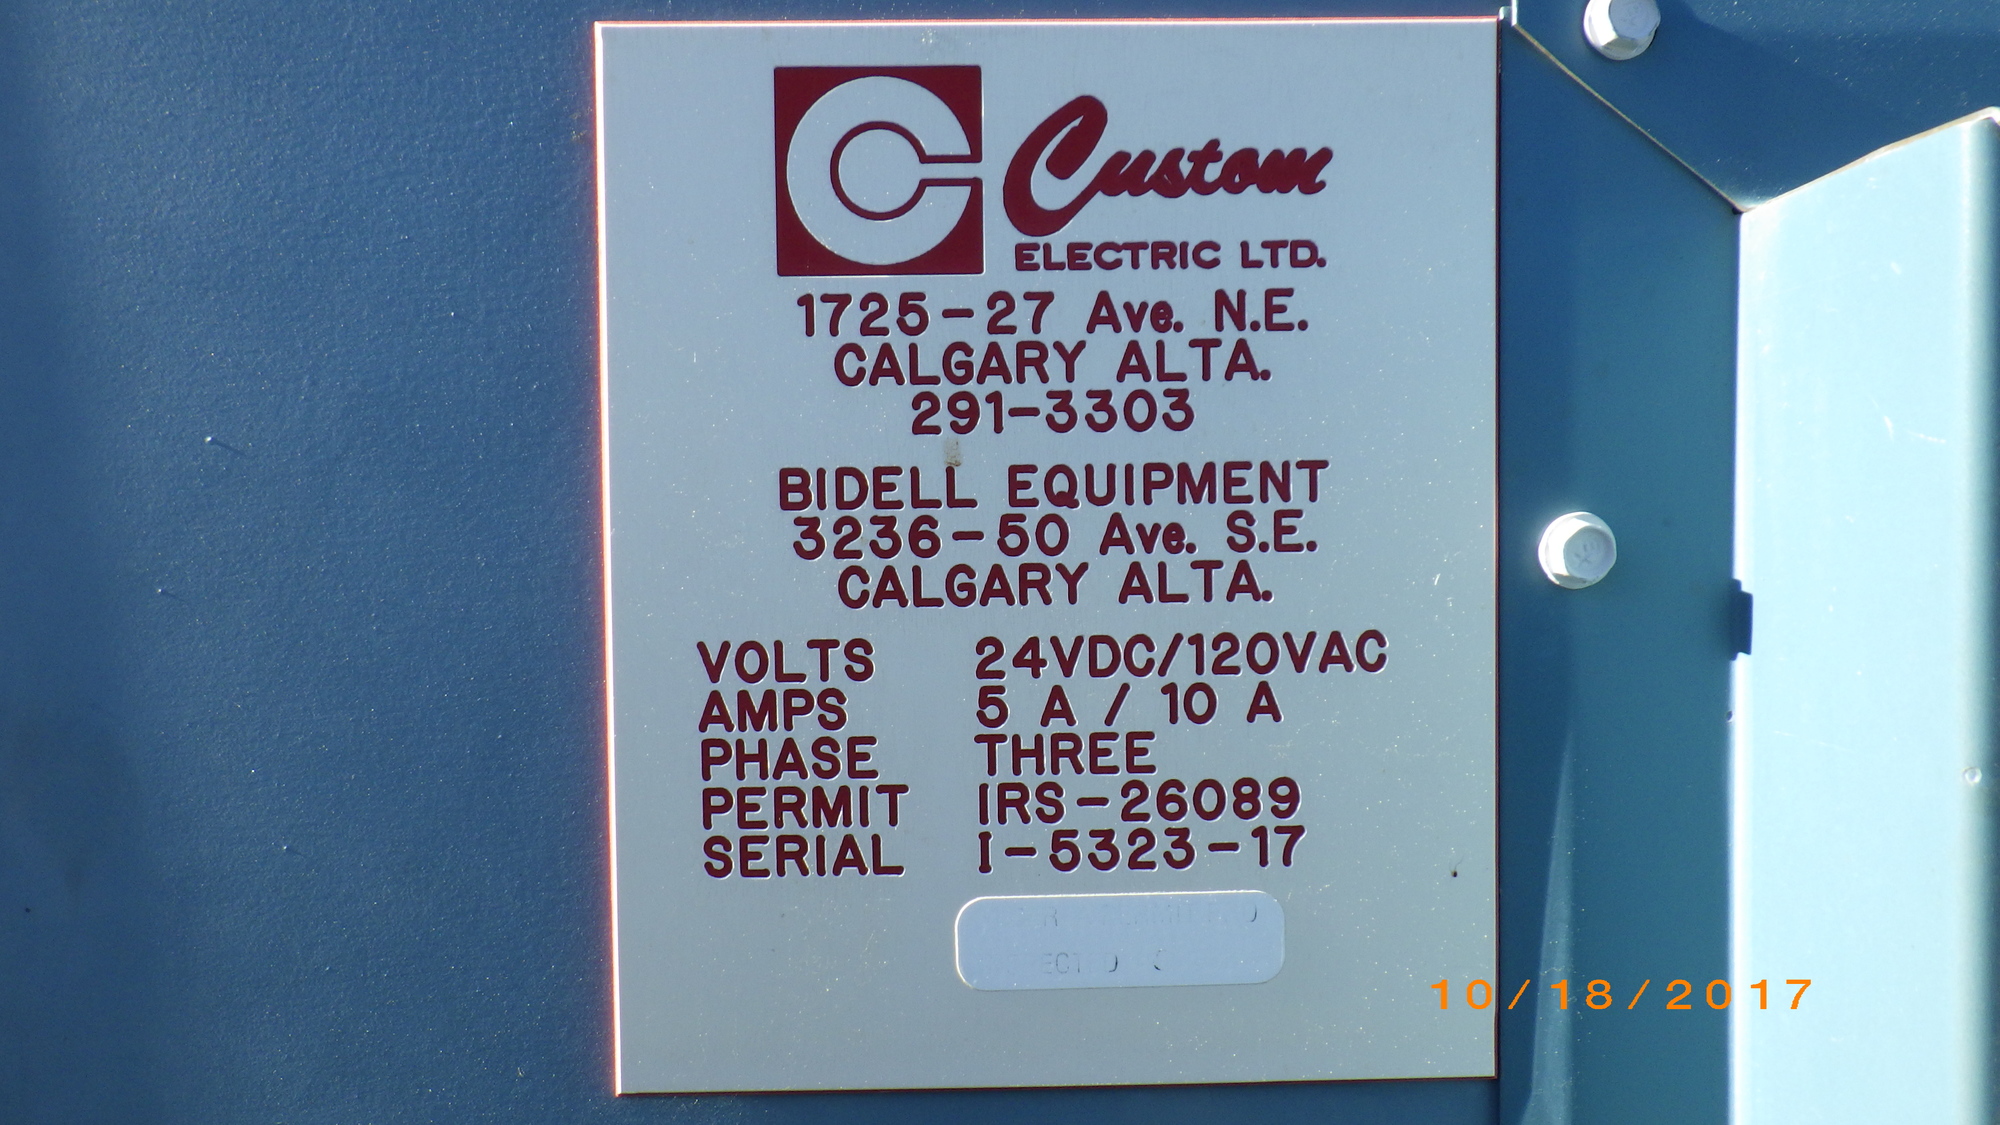 C Custom
ELECTRIC LTD.
1725-27 Ave. N.E.
CALGARY ALTA.
291-3303
BIDELL EQUIPMENT
3236-50 Ave. S.E.
CALGARY ALTA.
VOLTS 24VDC/120VAC
AMPS 5 A / 10 A
PHASE THREE
PERMIT IRS-26089
SERIAL I-5323-17
10/18/2017